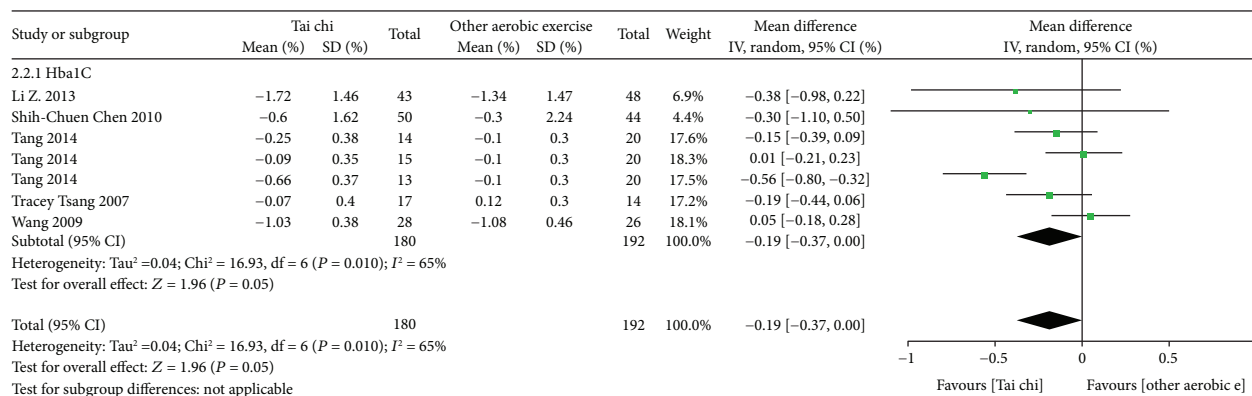 Study or subgroup Tai chi Total Other aerobic exercise Total Weight Mean difference Mean difference
Mean (%) SD (%) Mean (%) SD (%) IV, random, 95% CI (%) IV, random, 95% CI (%)
2.2.1 Hba1C
Li Z. 2013 −1.72 1.46 43 −1.34 1.47 48 6.9% −0.38 [−0.98, 0.22]
Shih-Chuen Chen 2010 −0.6 1.62 50 −0.3 2.24 44 4.4% −0.30 [−1.10, 0.50]
Tang 2014 −0.25 0.38 14 −0.1 0.3 20 17.6% −0.15 [−0.39, 0.09]
Tang 2014 −0.09 0.35 15 −0.1 0.3 20 18.3% 0.01 [−0.21, 0.23]
Tang 2014 −0.66 0.37 13 −0.1 0.3 20 17.5% −0.56 [−0.80, −0.32]
Tracey Tsang 2007 −0.07 0.4 17 0.12 0.3 14 17.2% −0.19 [−0.44, 0.06]
Wang 2009 −1.03 0.38 28 −1.08 0.46 26 18.1% 0.05 [−0.18, 0.28]
Subtotal (95% CI) 180 192 100.0% −0.19 [−0.37, 0.00]
Heterogeneity: Tau² =0.04; Chi² = 16.93, df = 6 (P = 0.010); I² = 65%
Test for overall effect: Z = 1.96 (P = 0.05)
Total (95% CI) 180 192 100.0% −0.19 [−0.37, 0.00]
Heterogeneity: Tau² =0.04; Chi² = 16.93, df = 6 (P = 0.010); I² = 65%
Test for overall effect: Z = 1.96 (P = 0.05)
Test for subgroup differences: not applicable
−1 −0.5 0 0.5
Favours [Tai chi] Favours [other aerobic e]